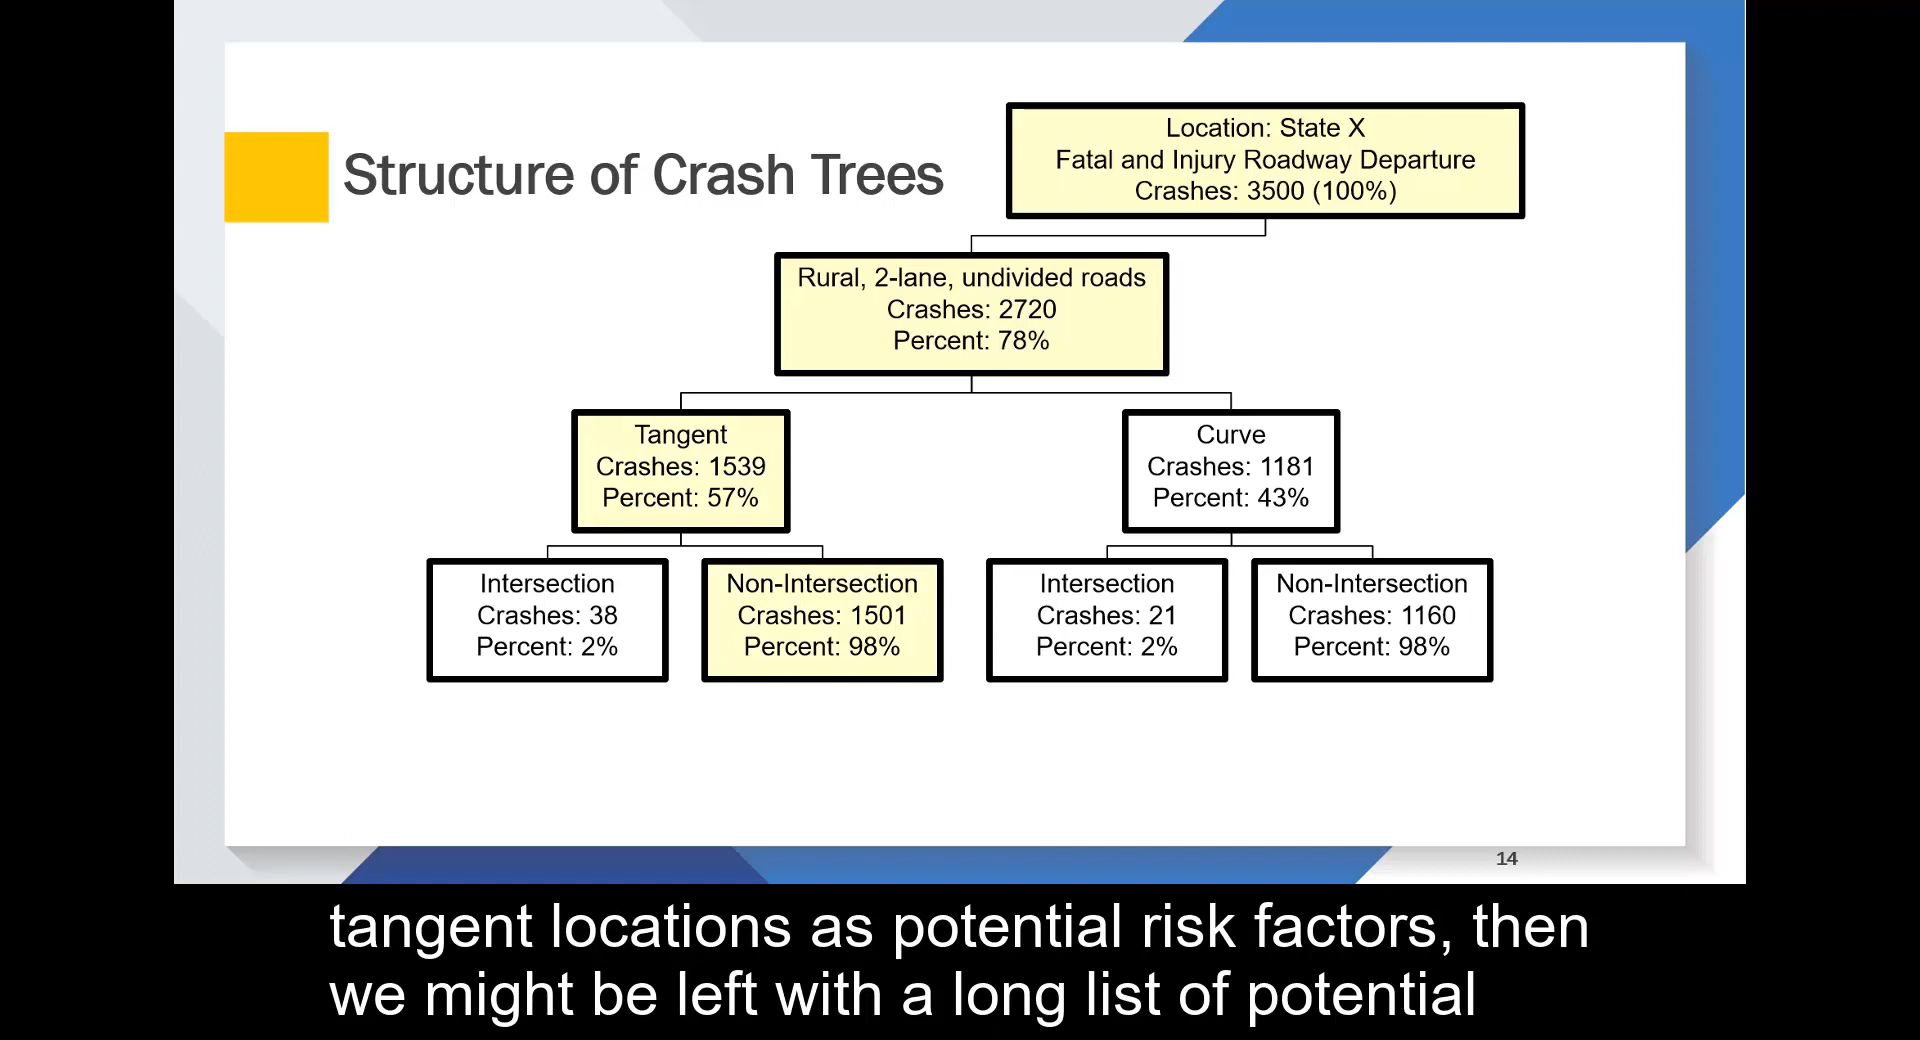 Structure of Crash Trees
Location: State X
Fatal and Injury Roadway Departure
Crashes: 3500 (100%)
Rural, 2-lane, undivided roads
Crashes: 2720
Percent: 78%
Tangent
Crashes: 1539
Percent: 57%
Curve
Crashes: 1181
Percent: 43%
Intersection
Crashes: 38
Percent: 2%
Non-Intersection
Crashes: 1501
Percent: 98%
Intersection
Crashes: 21
Percent: 2%
Non-Intersection
Crashes: 1160
Percent: 98%
14
tangent locations as potential risk factors, then
we might be left with a long list of potential